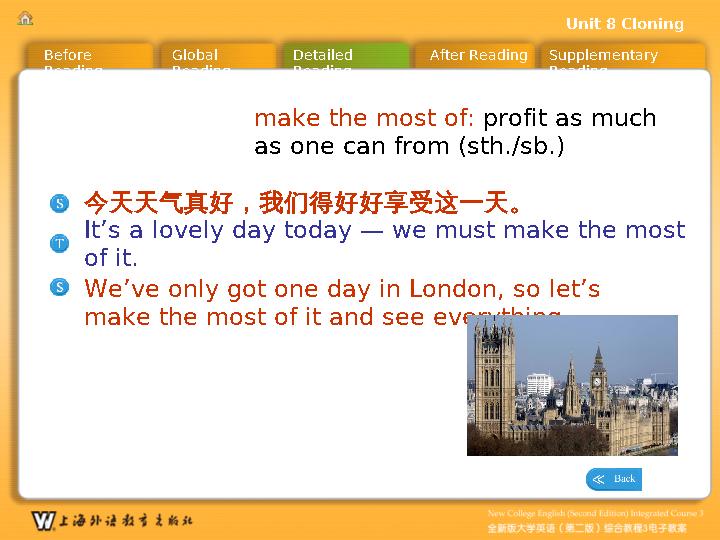 Unit 8 Cloning
Before Reading
Global Reading
Detailed Reading
After Reading
Supplementary Reading
make the most of: profit as much
as one can from (sth./sb.)
S
今天天气真好，我们得好好享受这一天。
T
It’s a lovely day today — we must make the most
of it.
S
We’ve only got one day in London, so let’s
make the most of it and see everything
Back
上海外语教育出版社
New College English (Second Edition) Integrated Course 3
全新版大学英语（第二版）综合教程3电子教案